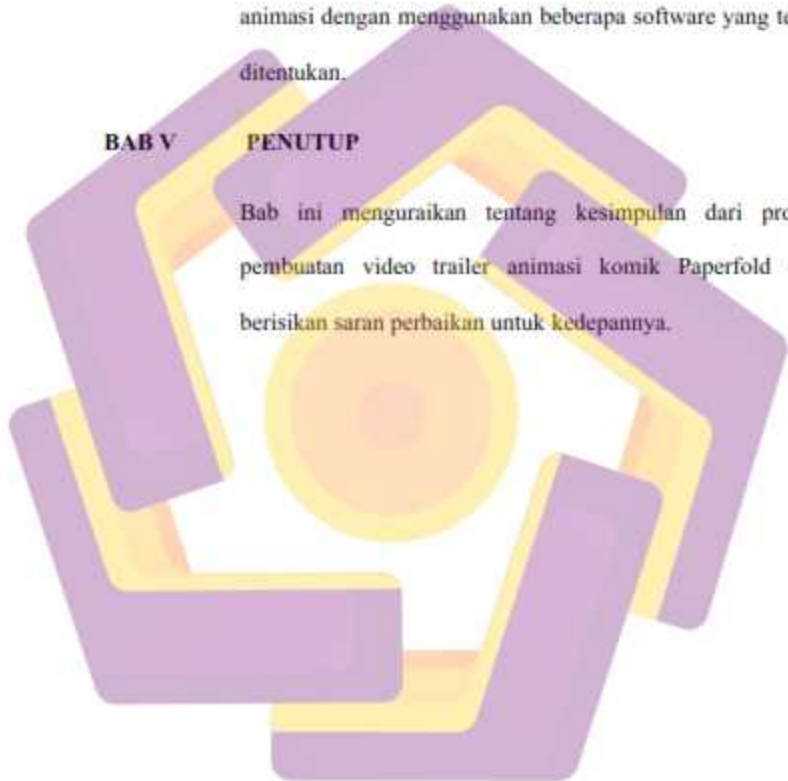 animasi dengan menggunakan beberapa software yang te
ditentukan.
BAB V PENUTUP
Bab ini menguraikan tentang kesimpulan dari pro
pembuatan video trailer animasi komik Paperfold
berisikan saran perbaikan untuk kedepannya.